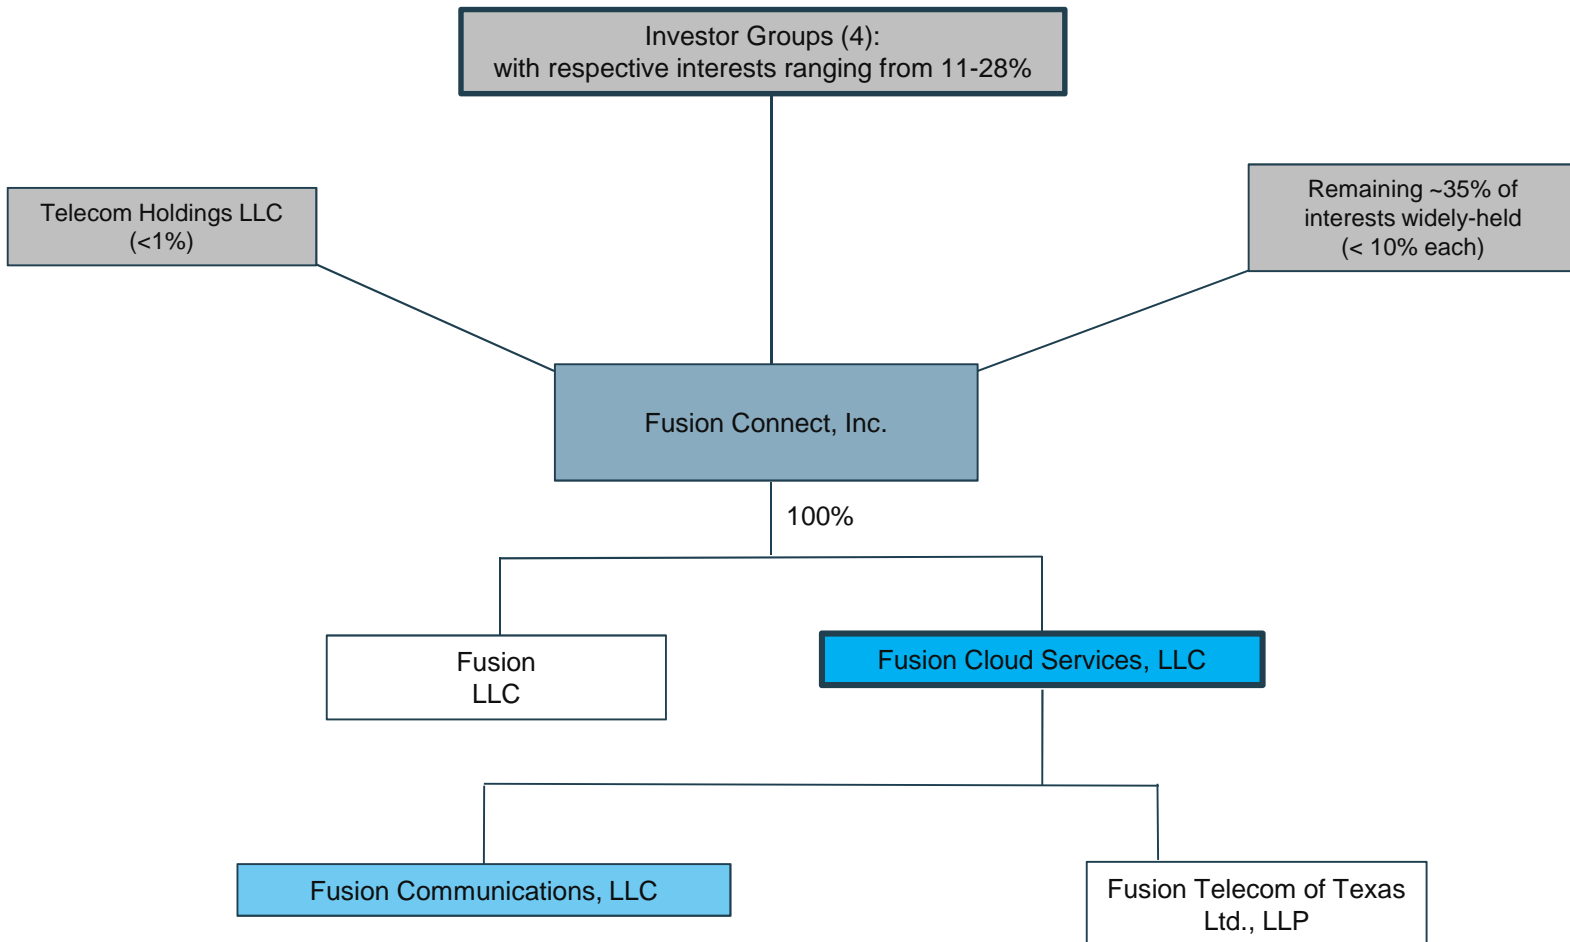 Investor Groups (4):
with respective interests ranging from 11-28%
Telecom Holdings LLC
(<1%)
Remaining ~35% of
interests widely-held
(< 10% each)
Fusion Connect, Inc.
100%
Fusion
LLC
Fusion Cloud Services, LLC
Fusion Communications, LLC
Fusion Telecom of Texas
Ltd., LLP